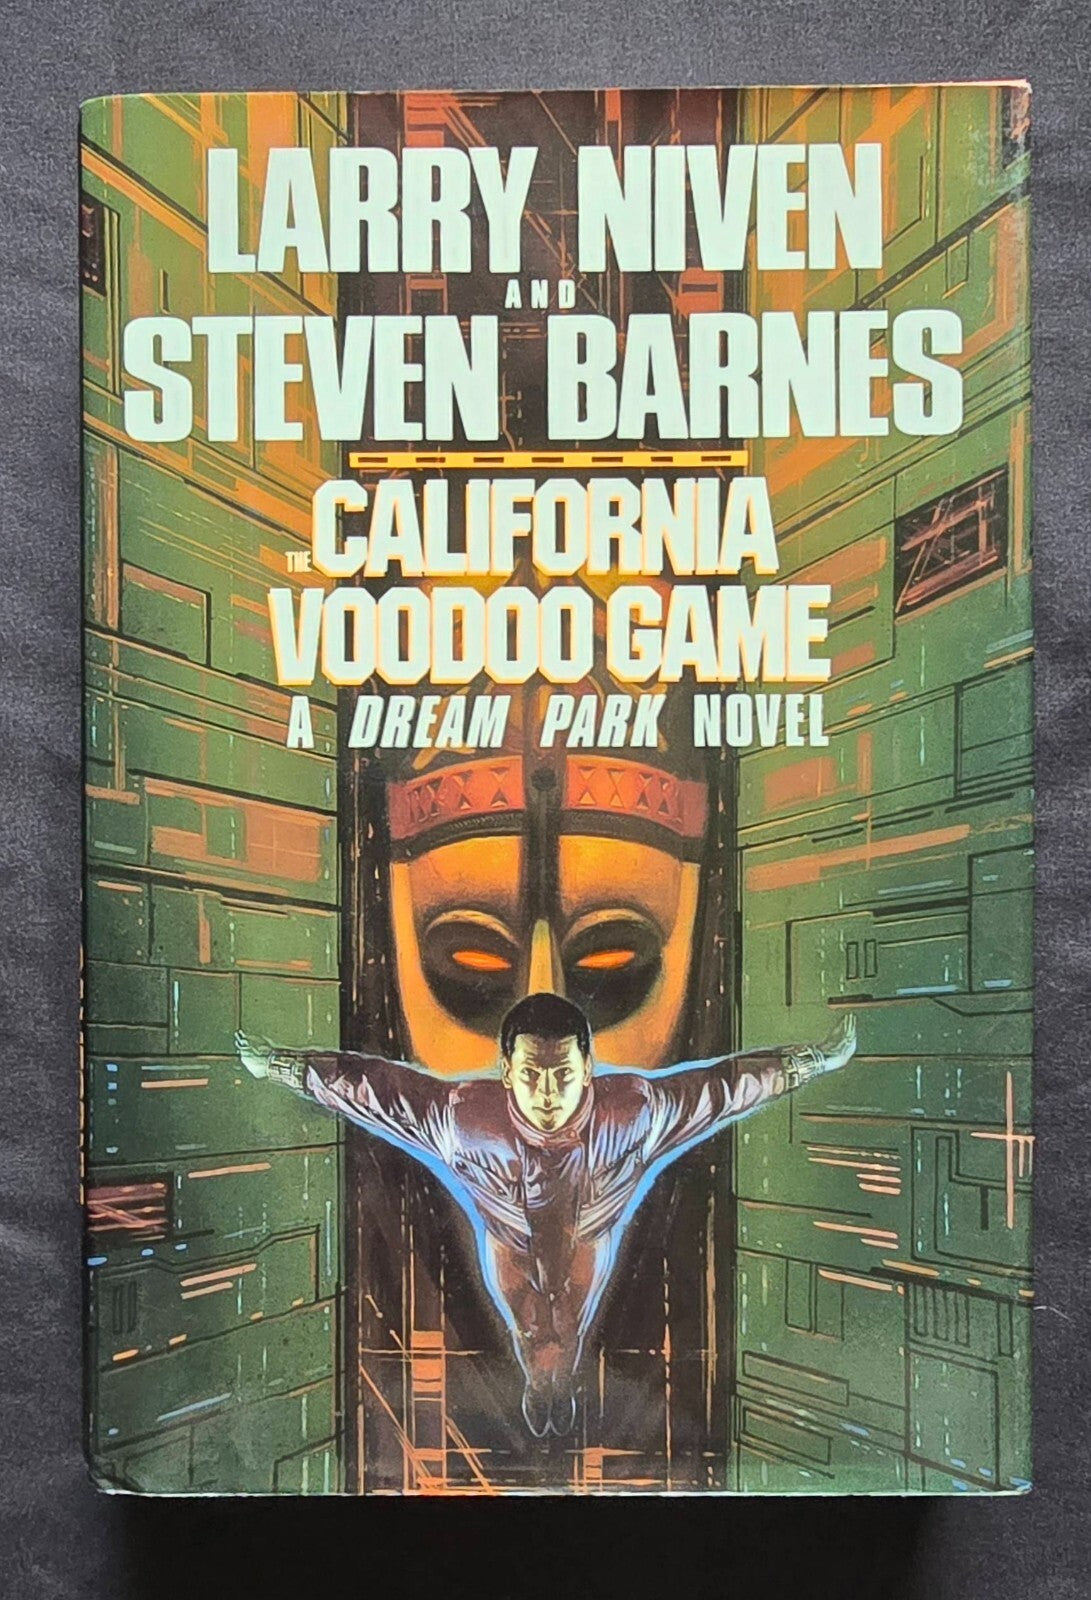 LARRY NIVEN
AND
STEVEN BARNES
THE CALIFORNIA
VOODOO GAME
A DREAM PARK NOVEL